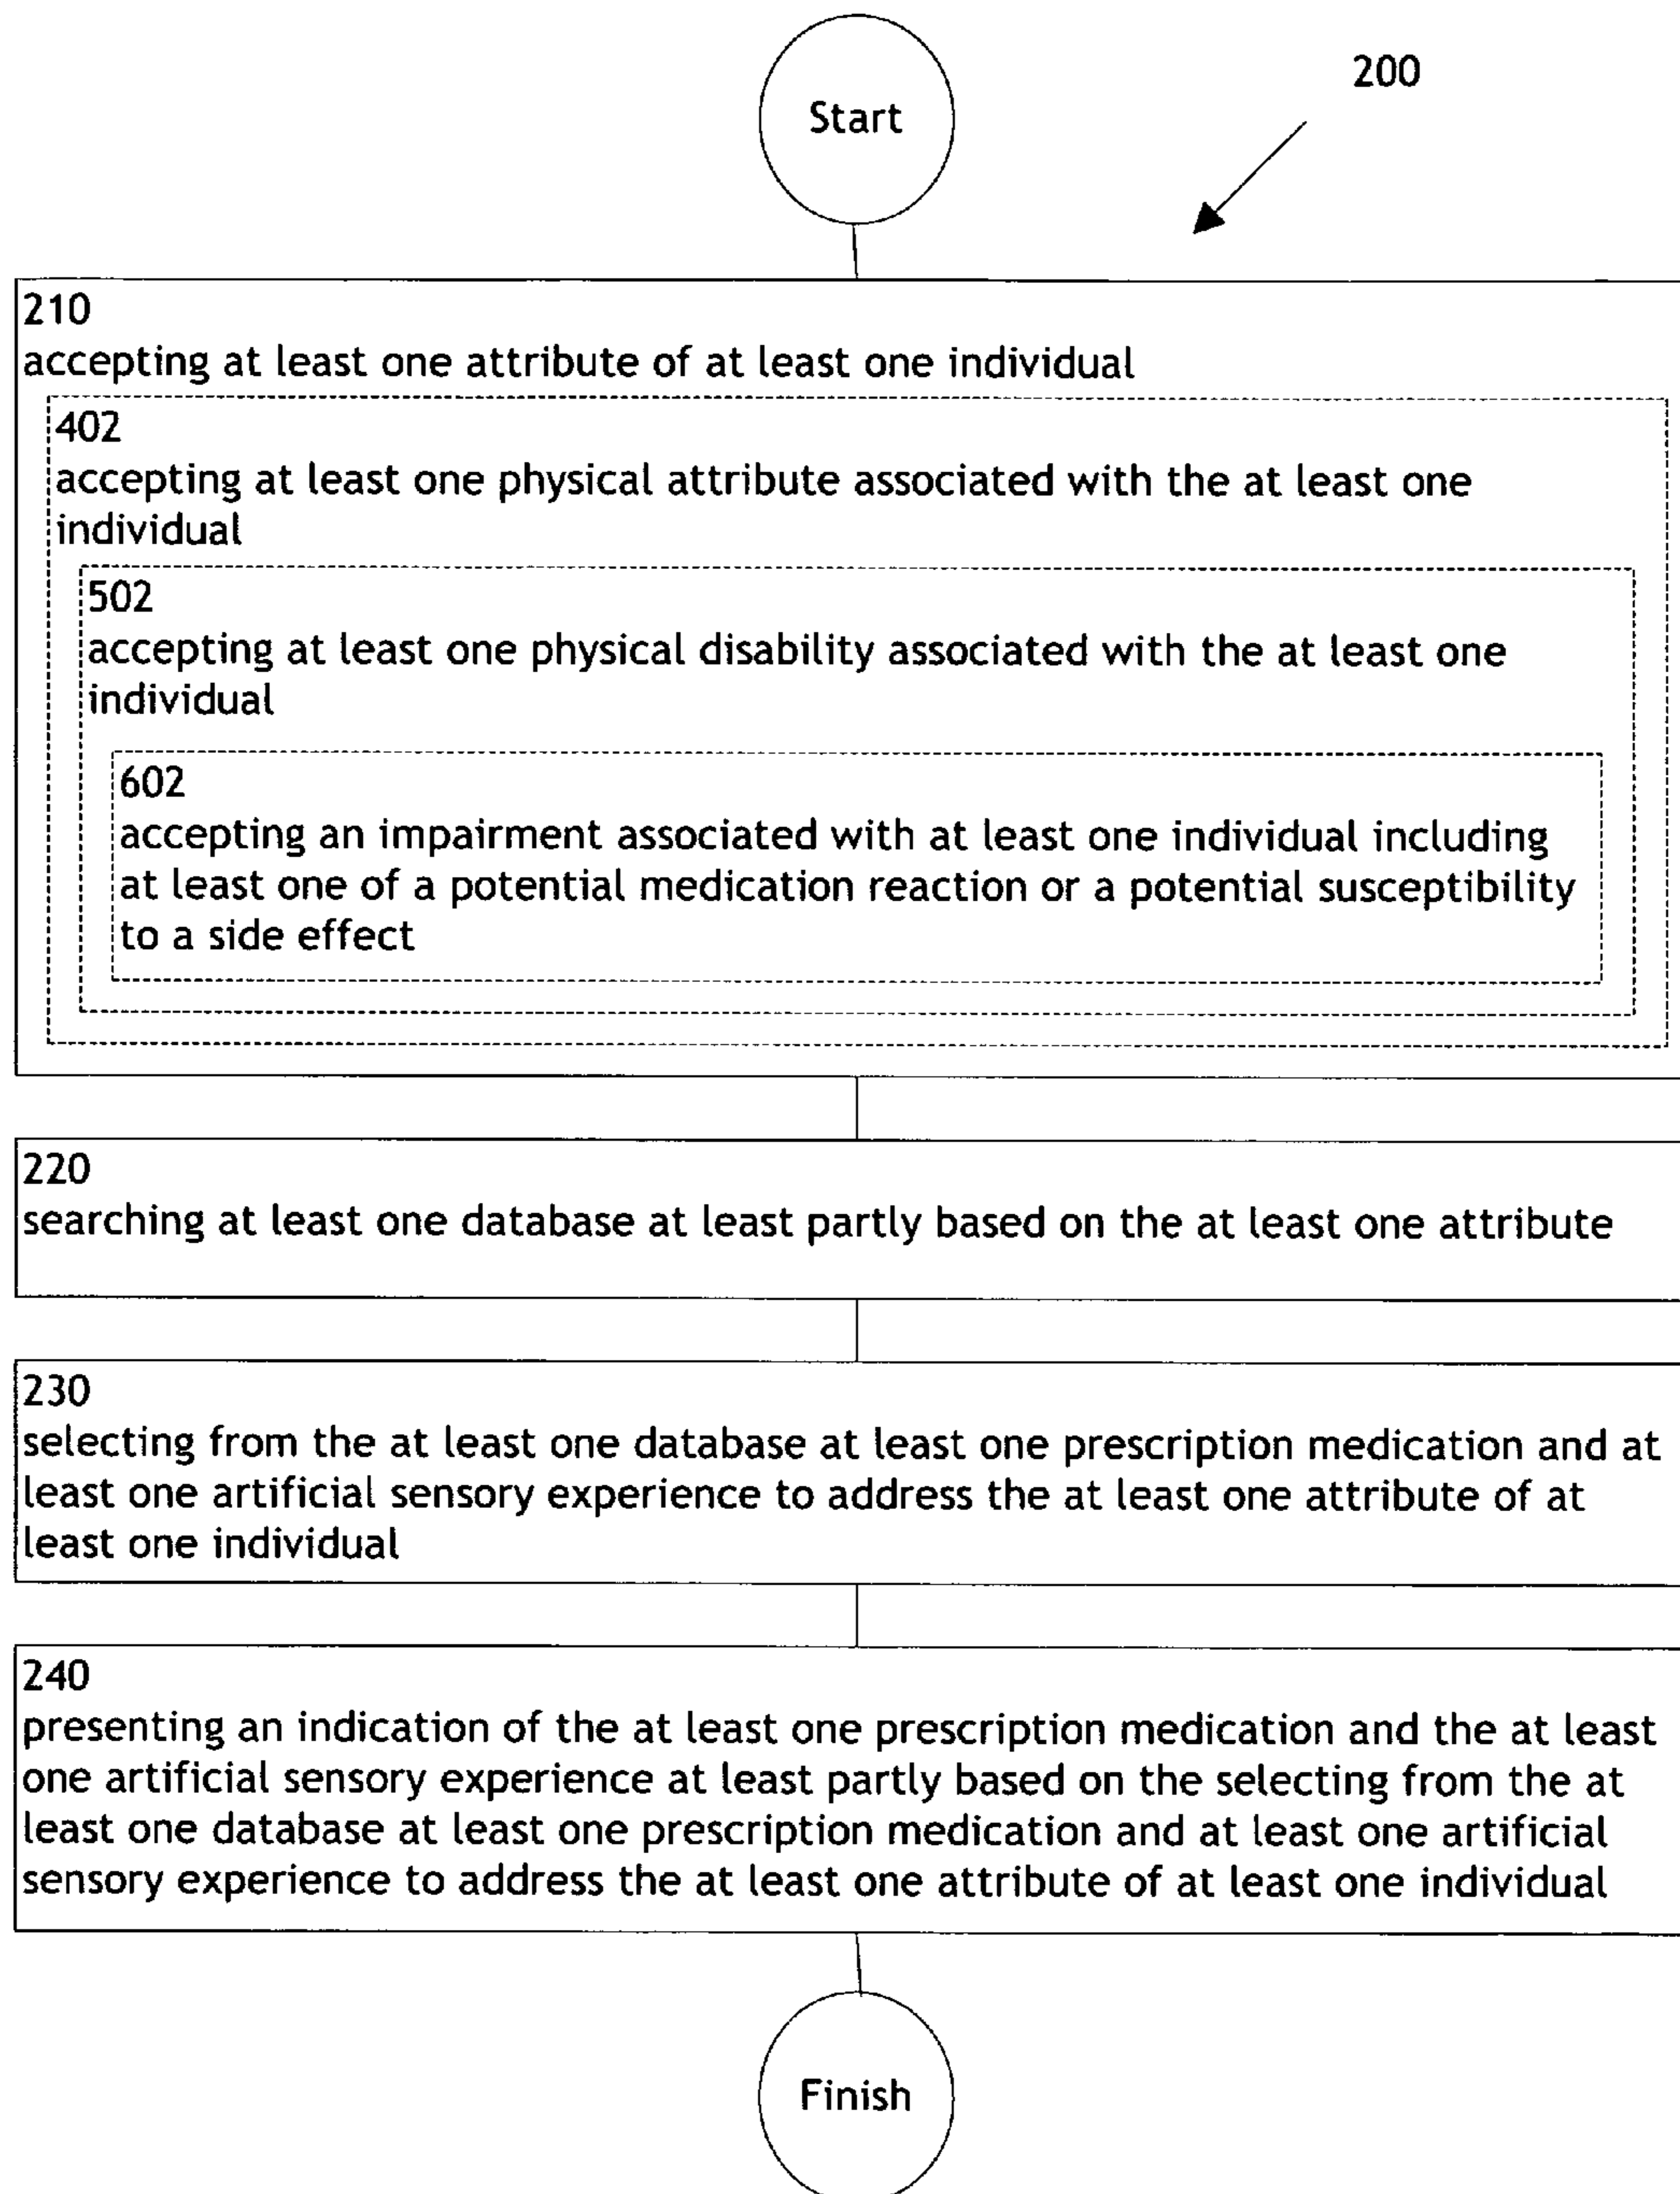 Start
200
210
accepting at least one attribute of at least one individual
402
accepting at least one physical attribute associated with the at least one
individual
502
accepting at least one physical disability associated with the at least one
individual
602
accepting an impairment associated with at least one individual including
at least one of a potential medication reaction or a potential susceptibility
to a side effect
220
searching at least one database at least partly based on the at least one attribute
230
selecting from the at least one database at least one prescription medication and at
least one artificial sensory experience to address the at least one attribute of at
least one individual
240
presenting an indication of the at least one prescription medication and the at least
one artificial sensory experience at least partly based on the selecting from the at
least one database at least one prescription medication and at least one artificial
sensory experience to address the at least one attribute of at least one individual
Finish